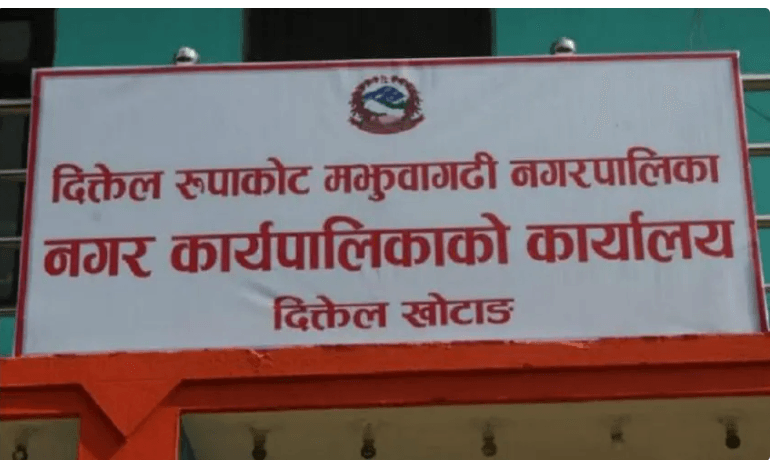 दिक्तेल रुपाकोट मझुवागढी नगरपालिका
नगर कार्यपालिकाको कार्यालय
दिक्तेल खोटाङ